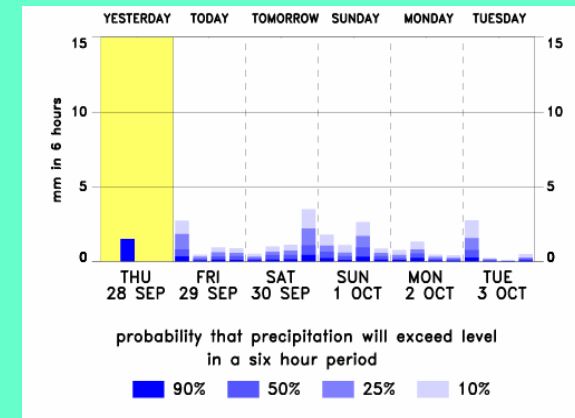 YESTERDAY TODAY TOMORROW SUNDAY MONDAY TUESDAY
15 15
10 10
5 5
0 0
mm in 6 hours
THU FRI SAT SUN MON TUE
28 SEP 29 SEP 30 SEP 1 OCT 2 OCT 3 OCT
probability that precipitation will exceed level
in a six hour period
90% 50% 25% 10%